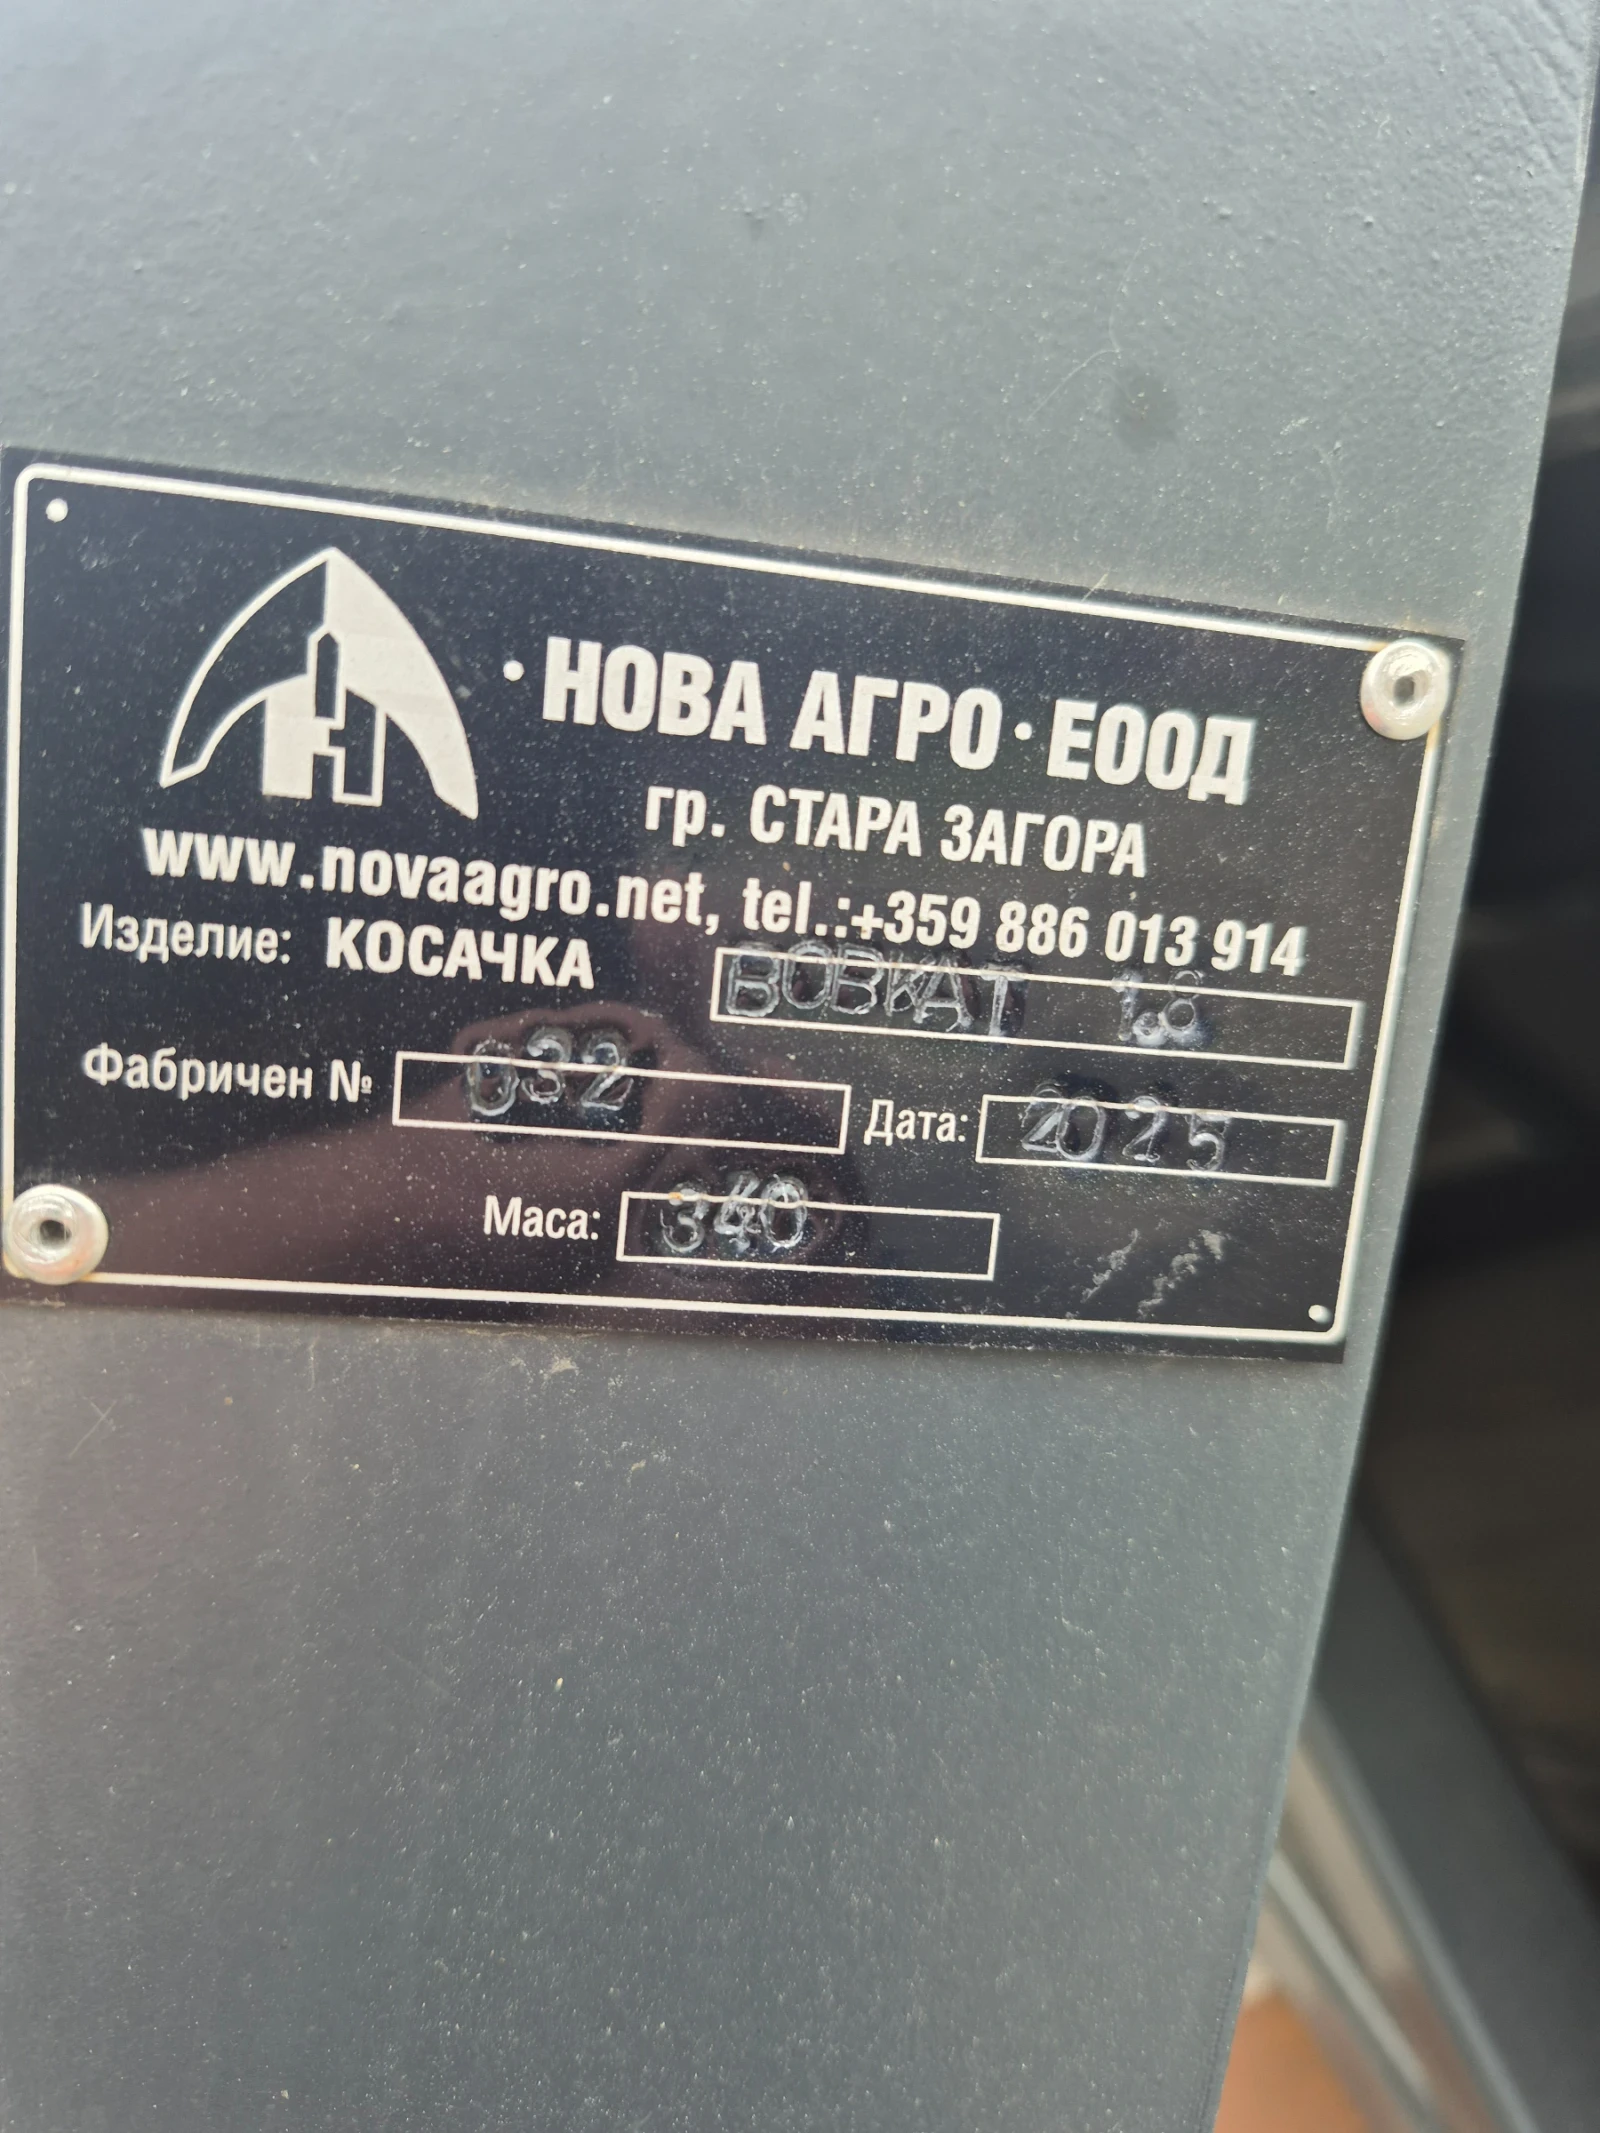 · НОВА АГРО · ЕООД
гр. СТАРА ЗАГОРА
www.novaagro.net, tel.:+359 886 013 914
Изделие: КОСАЧКА BOBKAT 1.8
Фабричен № 032 Дата: 2025
Маса: 340